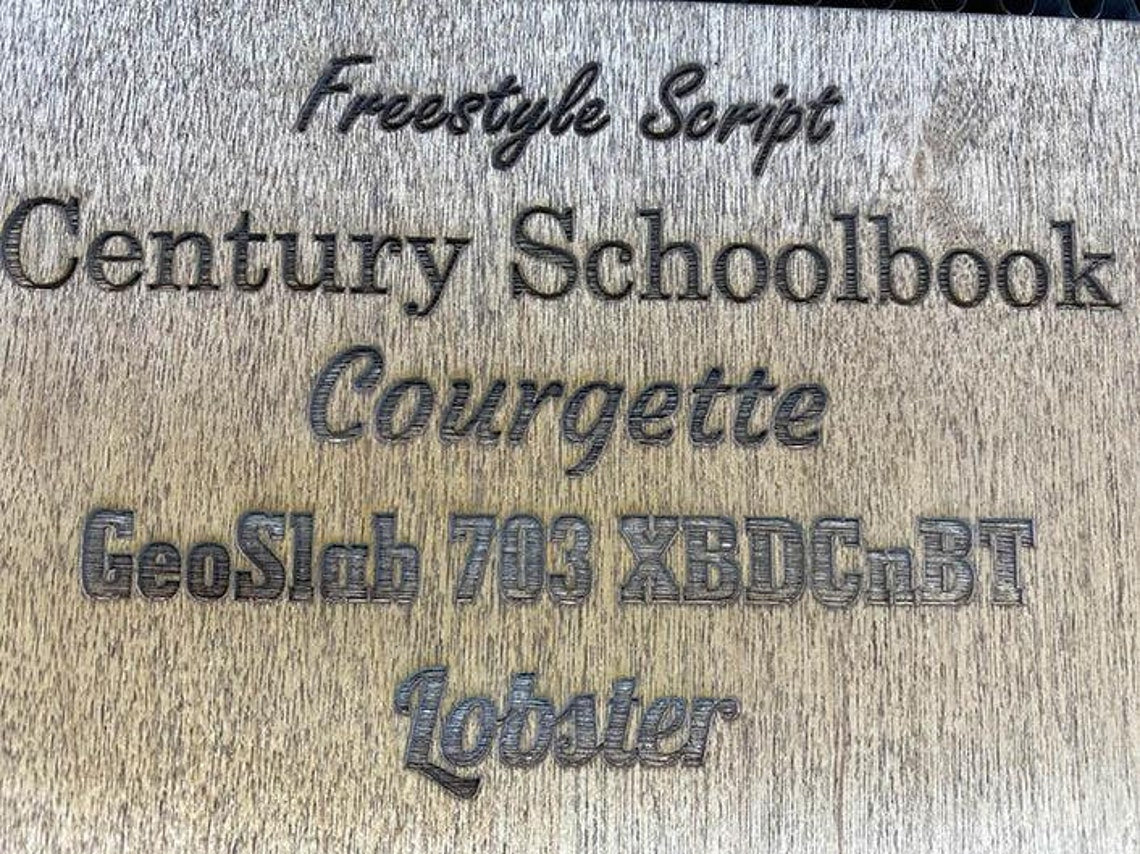 Freestyle Script
Century Schoolbook
Courgette
GeoSlab 703 XBDCnBT
Lobster